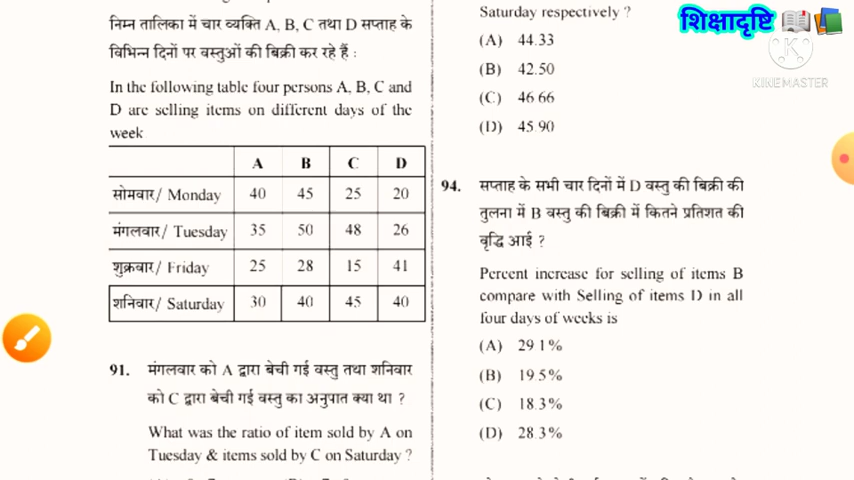 निम्न तालिका में चार व्यक्ति A, B, C तथा D सप्ताह के
विभिन्न दिनों पर वस्तुओं की बिक्री कर रहे हैं :
In the following table four persons A, B, C and
D are selling items on different days of the
week
A B C D
सोमवार/ Monday 40 45 25 20
मंगलवार/ Tuesday 35 50 48 26
शुक्रवार/ Friday 25 28 15 41
शनिवार/ Saturday 30 40 45 40
91. मंगलवार को A द्वारा बेची गई वस्तु तथा शनिवार
को C द्वारा बेची गई वस्तु का अनुपात क्या था ?
What was the ratio of item sold by A on
Tuesday & items sold by C on Saturday ?
Saturday respectively ?
(A) 44.33
(B) 42.50
(C) 46 66
(D) 45.90
94. सप्ताह के सभी चार दिनों में D वस्तु की बिक्री की
तुलना में B वस्तु की बिक्री में कितने प्रतिशत की
वृद्धि आई ?
Percent increase for selling of items B
compare with Selling of items D in all
four days of weeks is
(A) 29 1%
(B) 19.5%
(C) 18.3%
(D) 28.3%
शिक्षादृष्टि
K
KINEMASTER